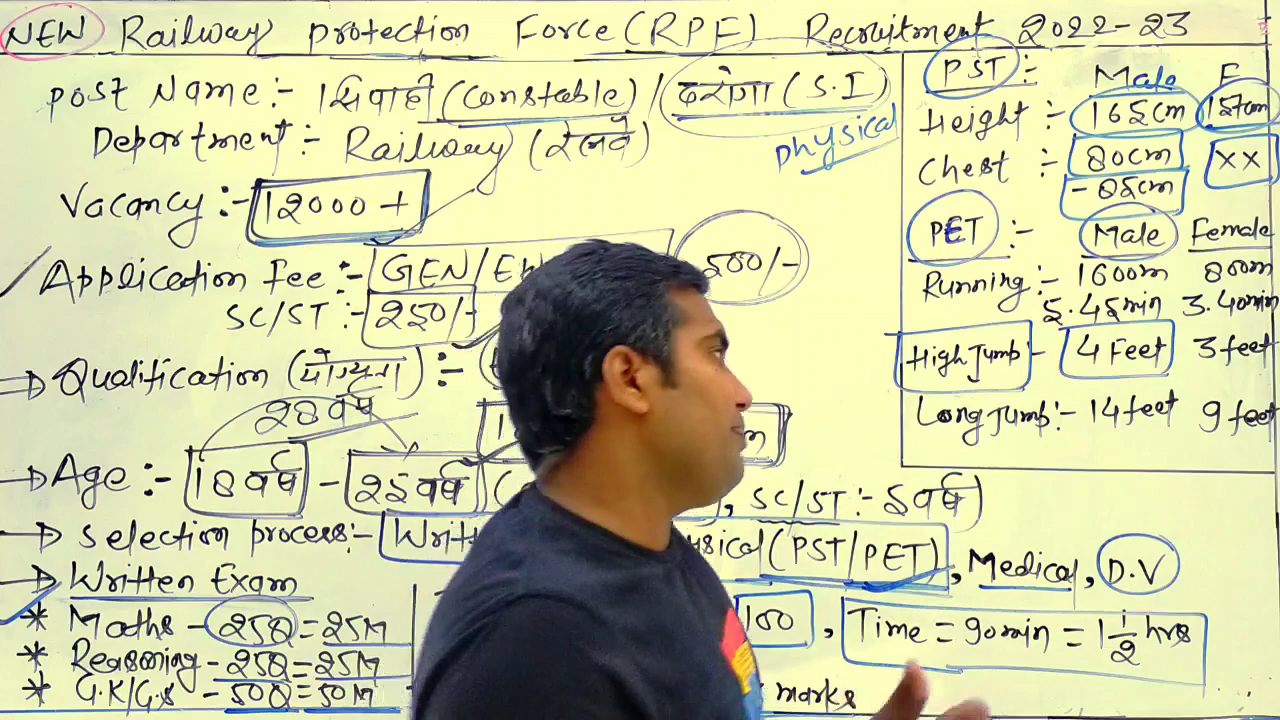 NEW Railway protection Force (RPF) Recruitment 2022-23
Post Name:- सिपाही (Constable) / दरोगा (S.I)
Department:- Railway (रेलवे)
physical
Vacancy:- 12000+
Application Fee:- GEN/EW 500/-
SC/ST:- 250/-
Qualification (योग्यता) :-
28 वर्ष
Age:- 18 वर्ष - 25 वर्ष ( , SC/ST:- 5 वर्ष)
Selection process:- Writt sical (PST/PET), Medical, D.V
Written Exam
* Maths - 25Q = 25M 100, Time = 90min = 1 1/2 hrs
* Reasoning - 25Q = 25M
* G.K/G.S - 50Q = 50M marks
PST:- Male F
Height:- 165cm 157cm
Chest:- 80cm XX
- 85cm
PET:- Male Female
Running:- 1600m 800m
5.45min 3.40min
High Jump:- 4 Feet 3 feet
Long Jump:- 14 feet 9 feet